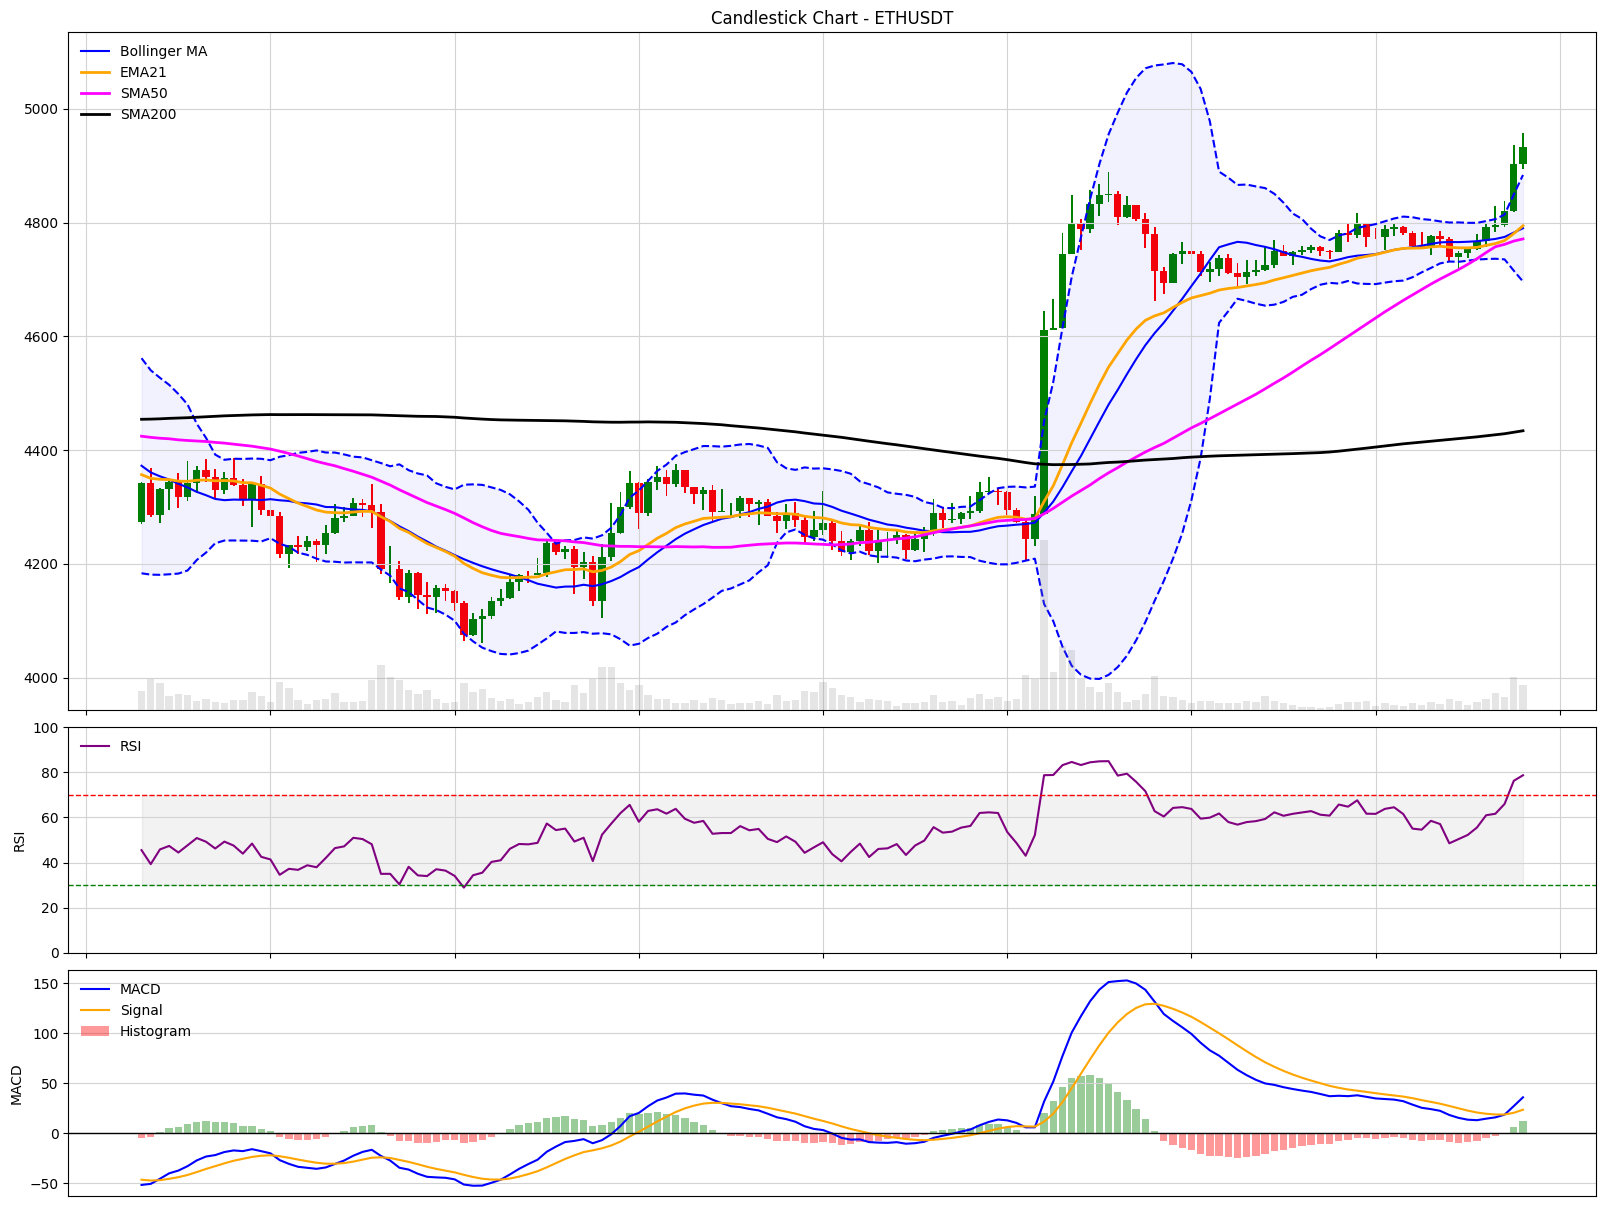 Candlestick Chart - ETHUSDT
Bollinger MA
EMA21
SMA50
SMA200
5000
4800
4600
4400
4200
4000
RSI
100
80
60
40
20
0
RSI
MACD
Signal
Histogram
150
100
50
0
−50
MACD